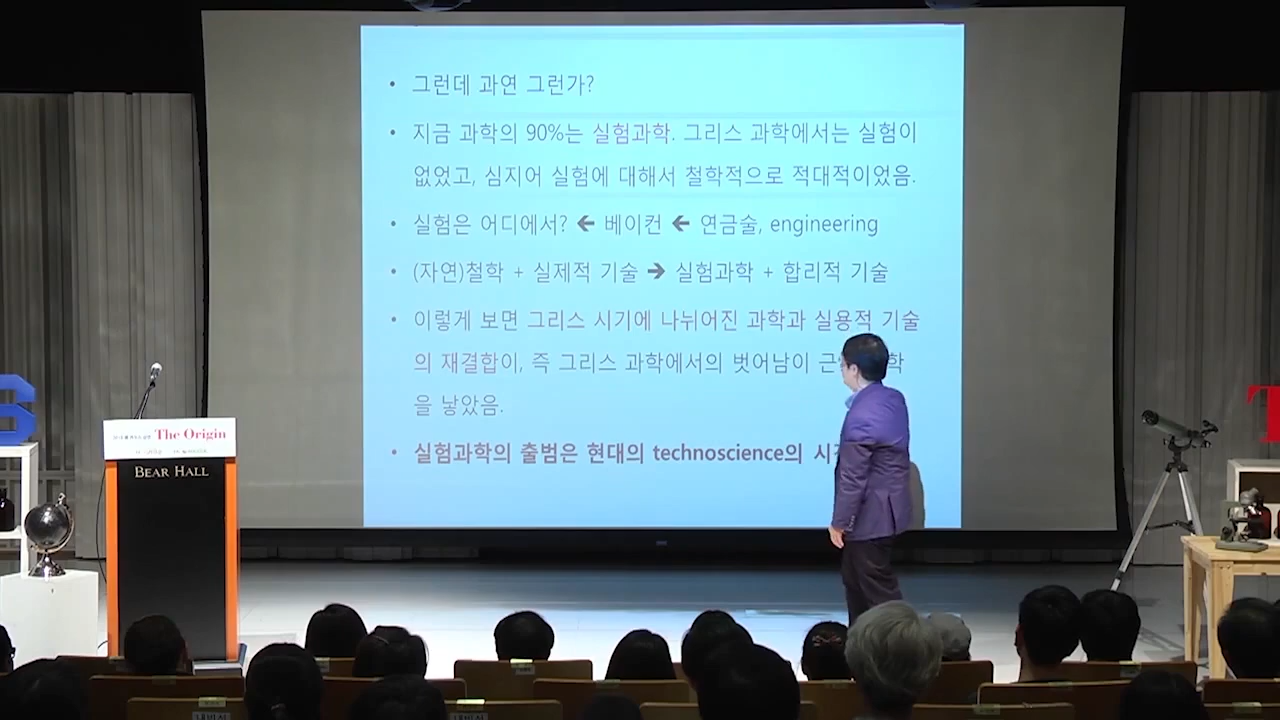 • 그런데 과연 그런가?
• 지금 과학의 90%는 실험과학. 그리스 과학에서는 실험이
없었고, 심지어 실험에 대해서 철학적으로 적대적이었음.
• 실험은 어디에서? ← 베이컨 ← 연금술, engineering
• (자연)철학 + 실제적 기술 → 실험과학 + 합리적 기술
• 이렇게 보면 그리스 시기에 나뉘어진 과학과 실용적 기술
의 재결합이, 즉 그리스 과학에서의 벗어남이 학
을 낳았음.
• 실험과학의 출범은 현대의 technoscience의
The Origin
BEAR HALL
S
T